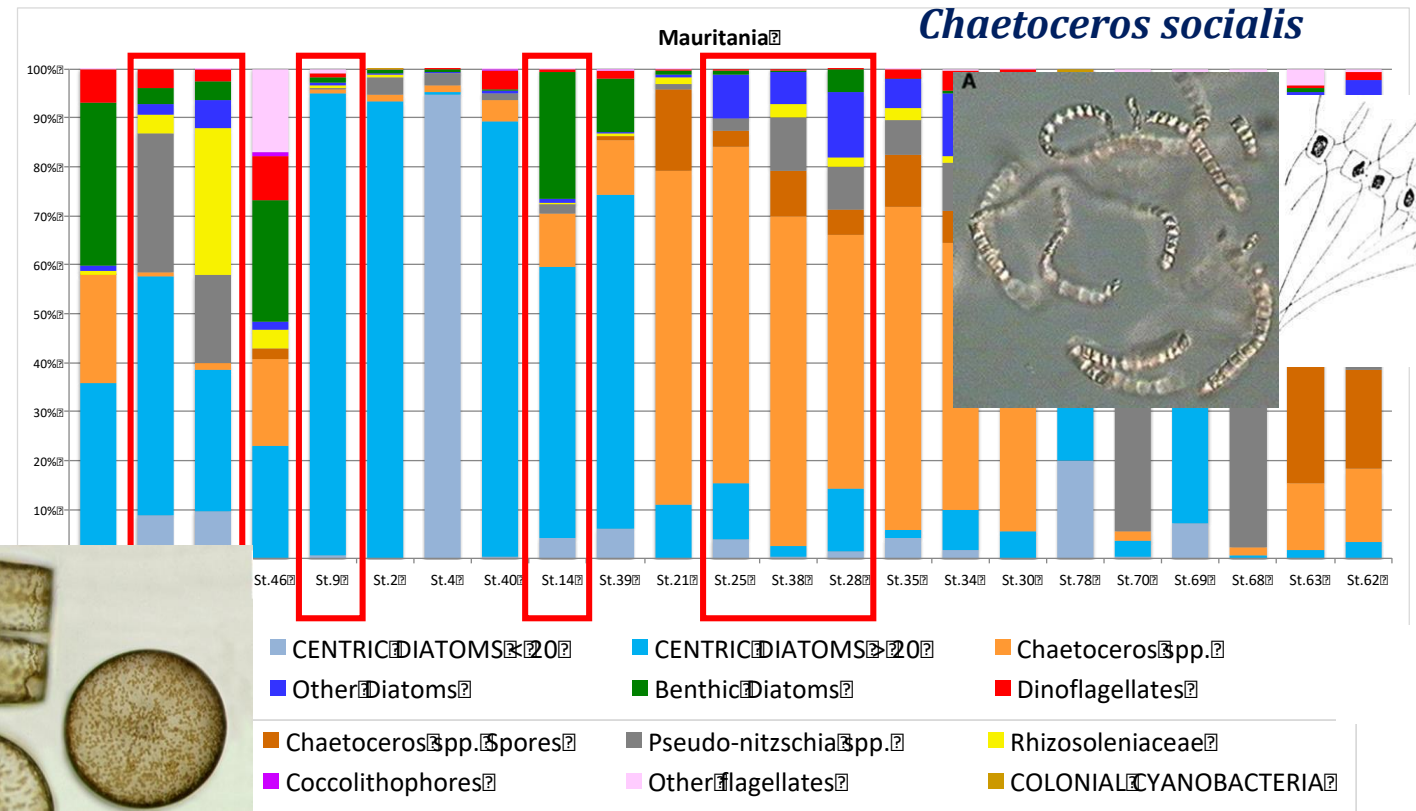 Chaetoceros socialis
Mauritania⍰
A
100%⍰
90%⍰
80%⍰
70%⍰
60%⍰
50%⍰
40%⍰
30%⍰
20%⍰
10%⍰
St.46⍰ St.9⍰ St.2⍰ St.4⍰ St.40⍰ St.14⍰ St.39⍰ St.21⍰ St.25⍰ St.38⍰ St.28⍰ St.35⍰ St.34⍰ St.30⍰ St.78⍰ St.70⍰ St.69⍰ St.68⍰ St.63⍰ St.62⍰
CENTRIC⍰DIATOMS⍰<⍰20⍰ CENTRIC⍰DIATOMS⍰>⍰20⍰ Chaetoceros⍰spp.⍰
Other⍰Diatoms⍰ Benthic⍰Diatoms⍰ Dinoflagellates⍰
Chaetoceros⍰spp.⍰Spores⍰ Pseudo-nitzschia⍰spp.⍰ Rhizosoleniaceae⍰
Coccolithophores⍰ Other⍰flagellates⍰ COLONIAL⍰CYANOBACTERIA⍰